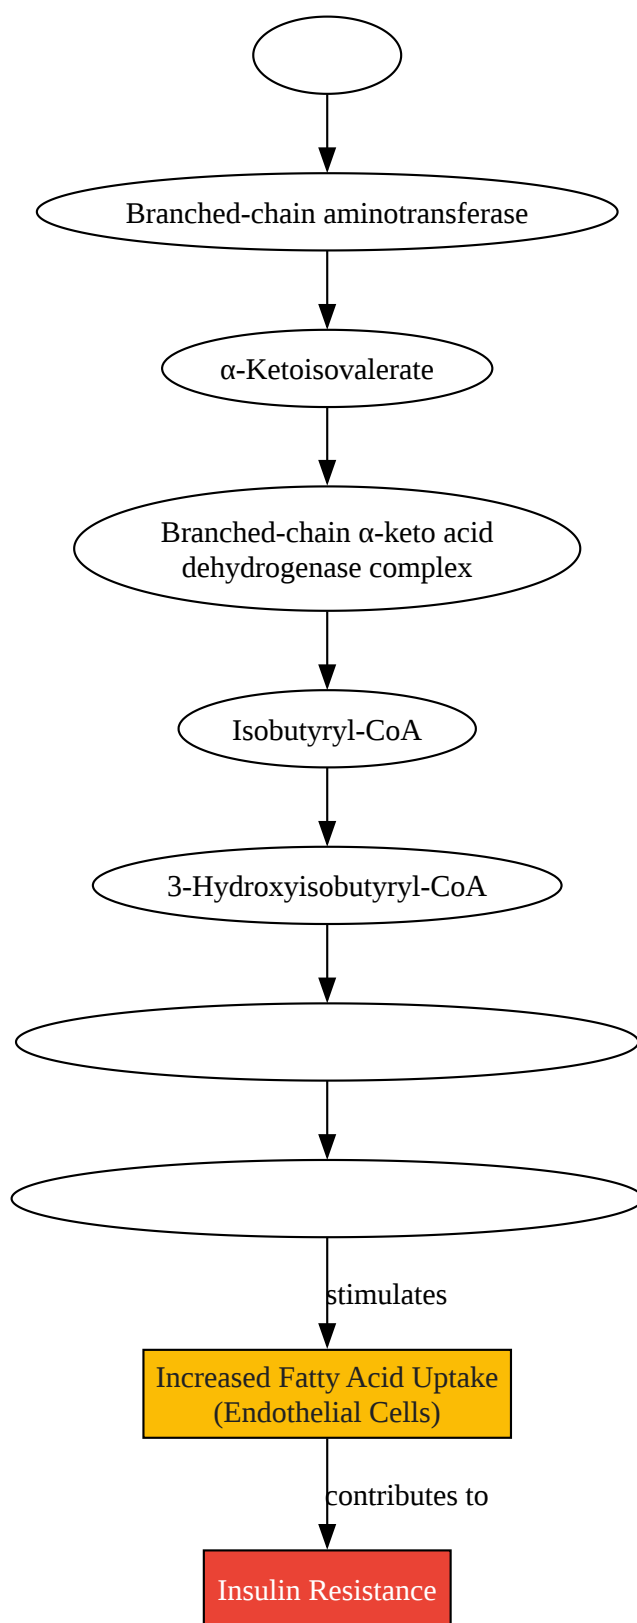 Branched-chain aminotransferase
α-Ketoisovalerate
Branched-chain α-keto acid
dehydrogenase complex
Isobutyryl-CoA
3-Hydroxyisobutyryl-CoA
stimulates
Increased Fatty Acid Uptake
(Endothelial Cells)
contributes to
Insulin Resistance